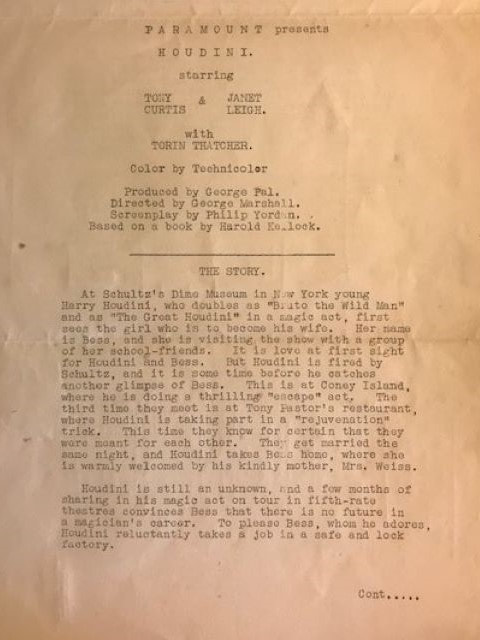 P A R A M O U N T presents
H O U D I N I.
starring
TONY & JANET
CURTIS LEIGH.
with
TORIN THATCHER.
Color by Technicolor
Produced by George Pal.
Directed by George Marshall.
Screenplay by Philip Yordan.
Based on a book by Harold Kellock.
THE STORY.
At Schultz's Dime Museum in New York young
Harry Houdini, who doubles as "Bruto the Wild Man"
and as "The Great Houdini" in a magic act, first
sees the girl who is to become his wife. Her name
is Bess, and she is visiting the show with a group
of her school-friends. It is love at first sight
for Houdini and Bess. But Houdini is fired by
Schultz, and it is some time before he catches
another glimpse of Bess. This is at Coney Island,
where he is doing a thrilling "escape" act. The
third time they meet is at Tony Pastor's restaurant,
where Houdini is taking part in a "rejuvenation"
trick. This time they know for certain that they
were meant for each other. They get married the
same night, and Houdini takes Bess home, where she
is warmly welcomed by his kindly mother, Mrs. Weiss.
Houdini is still an unknown, and a few months of
sharing in his magic act on tour in fifth-rate
theatres convinces Bess that there is no future in
a magician's career. To please Bess, whom he adores,
Houdini reluctantly takes a job in a safe and lock
factory.
Cont.....